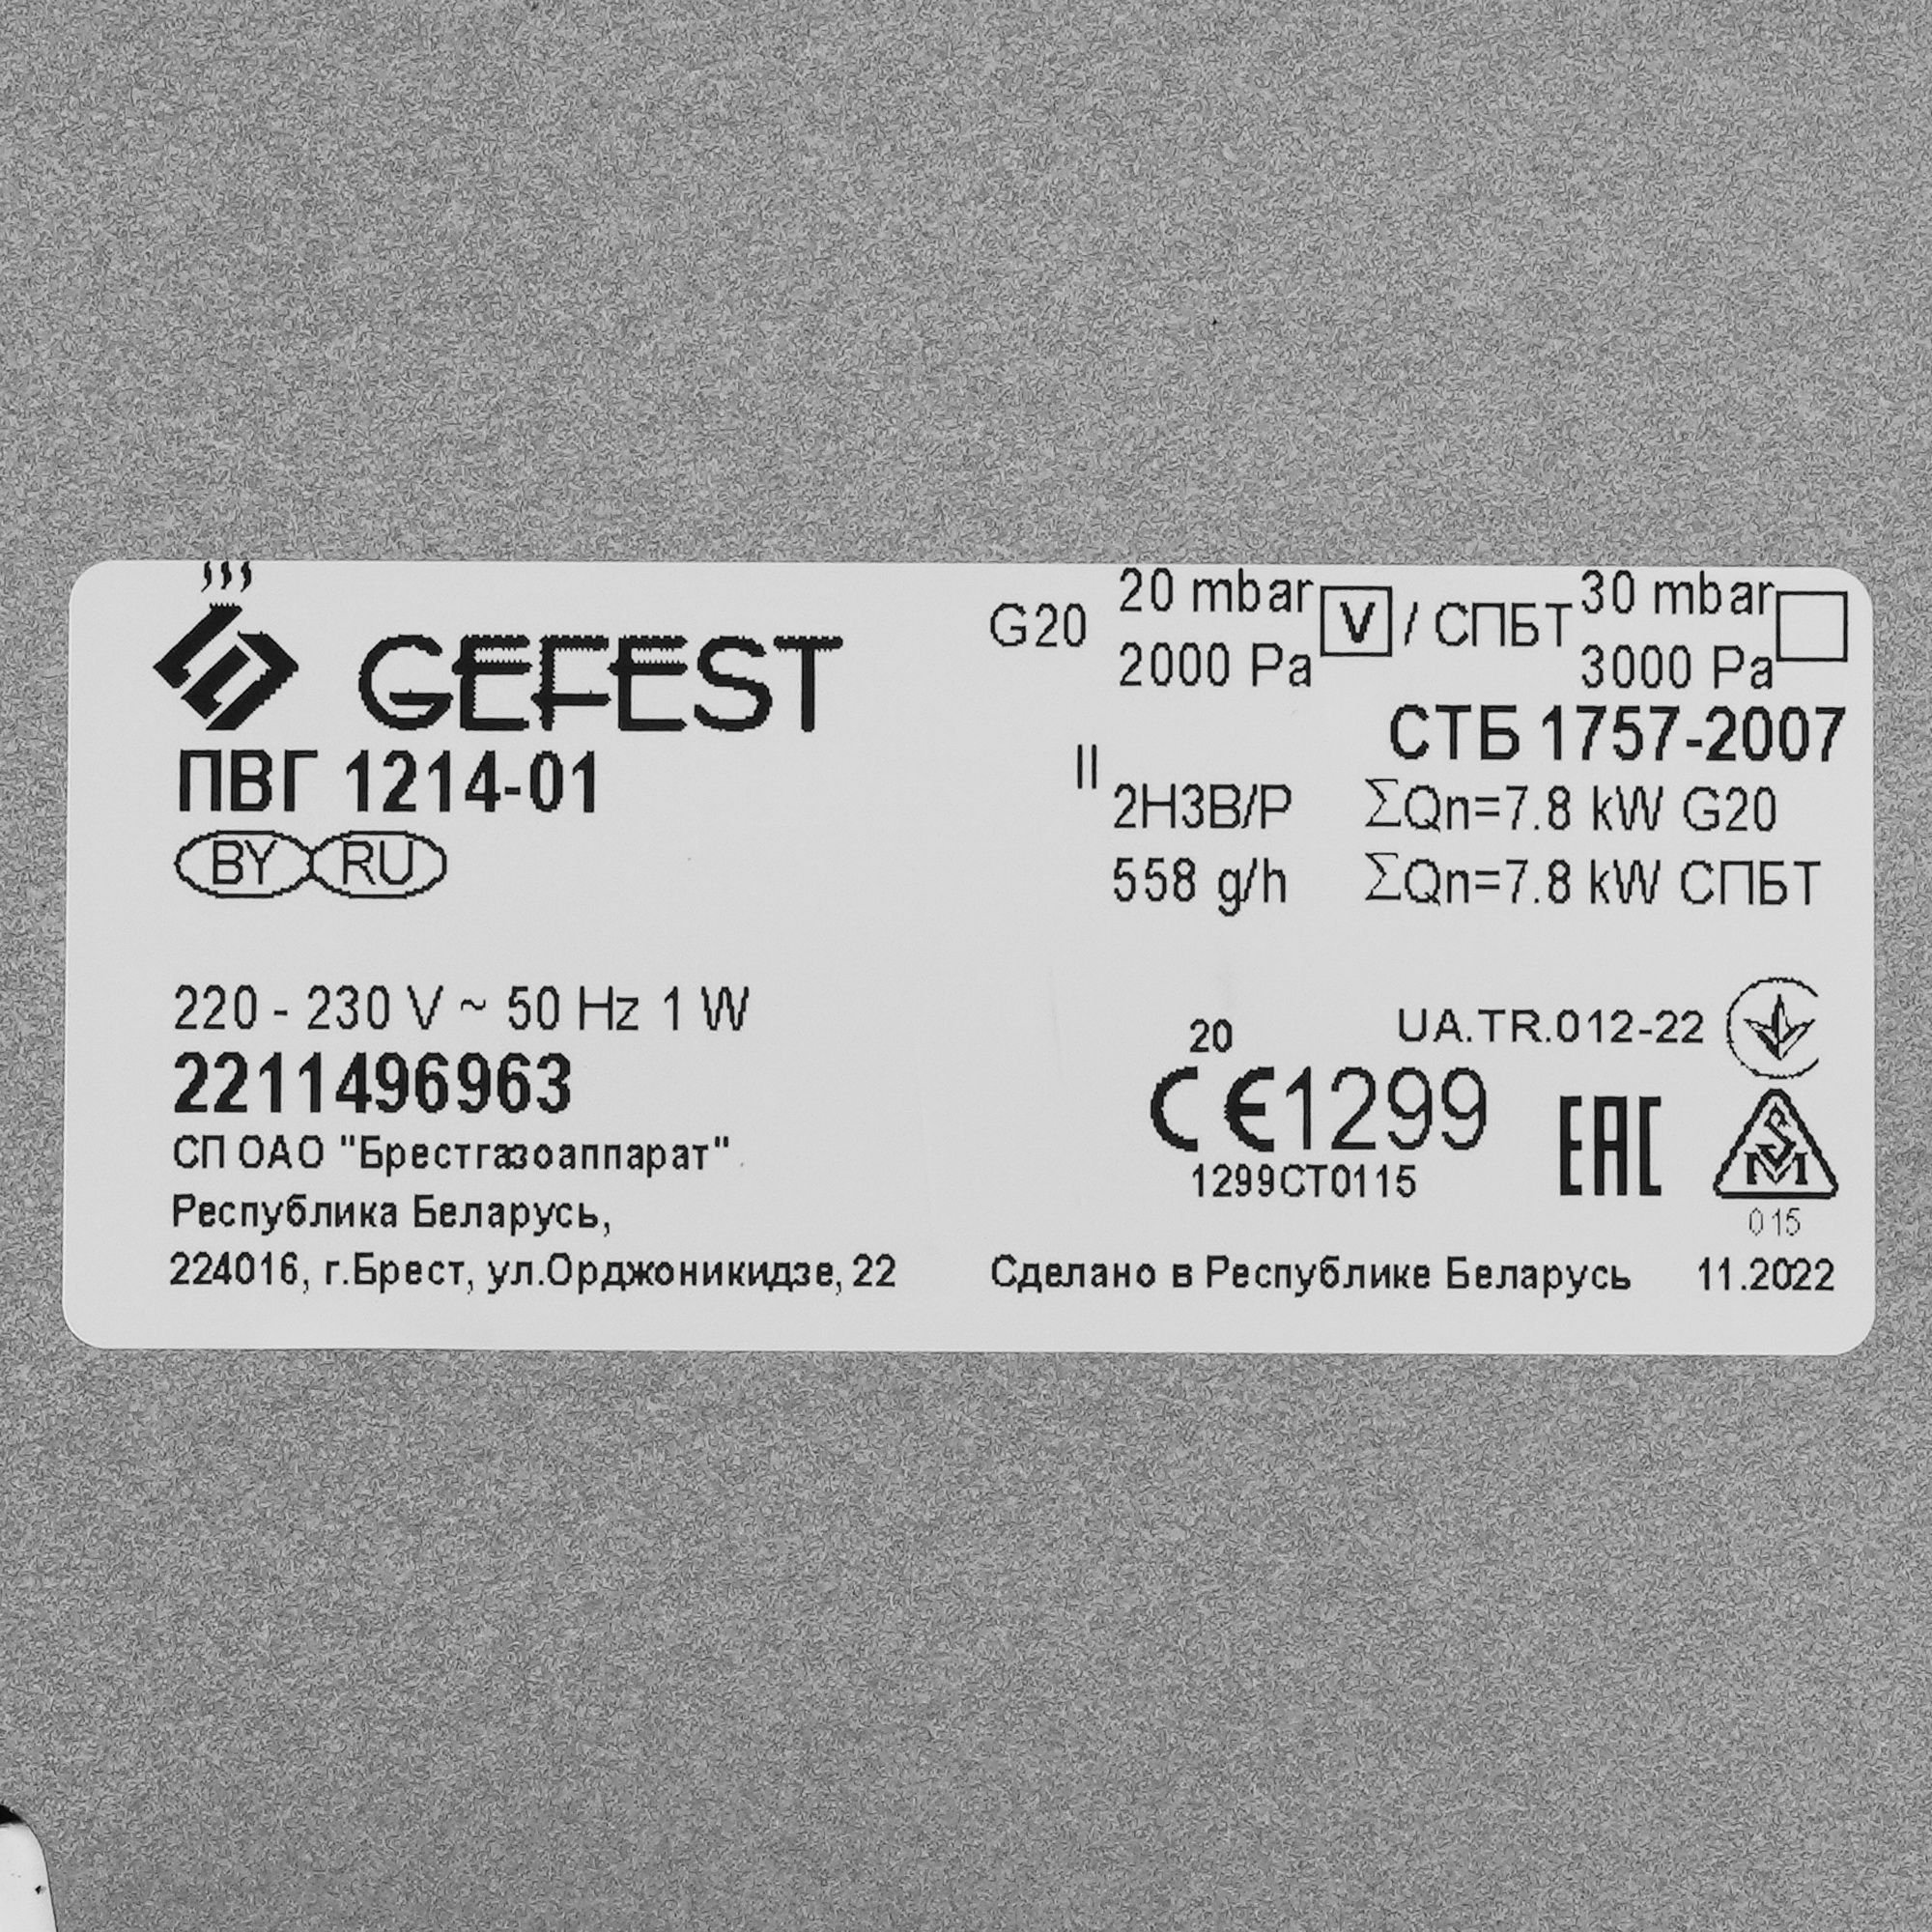 GEFEST
ПВГ 1214-01
BY RU
220 - 230 V ~ 50 Hz 1 W
2211496963
СП ОАО "Брестгазоаппарат"
Республика Беларусь,
224016, г.Брест, ул.Орджоникидзе, 22
G20 20 mbar 2000 Pa V / СПБТ 30 mbar 3000 Pa
СТБ 1757-2007
II 2H3B/P ΣQn=7.8 kW G20
558 g/h ΣQn=7.8 kW СПБТ
UA.TR.012-22
20
CE1299
1299CT0115
EAC
SM
015
Сделано в Республике Беларусь 11.2022